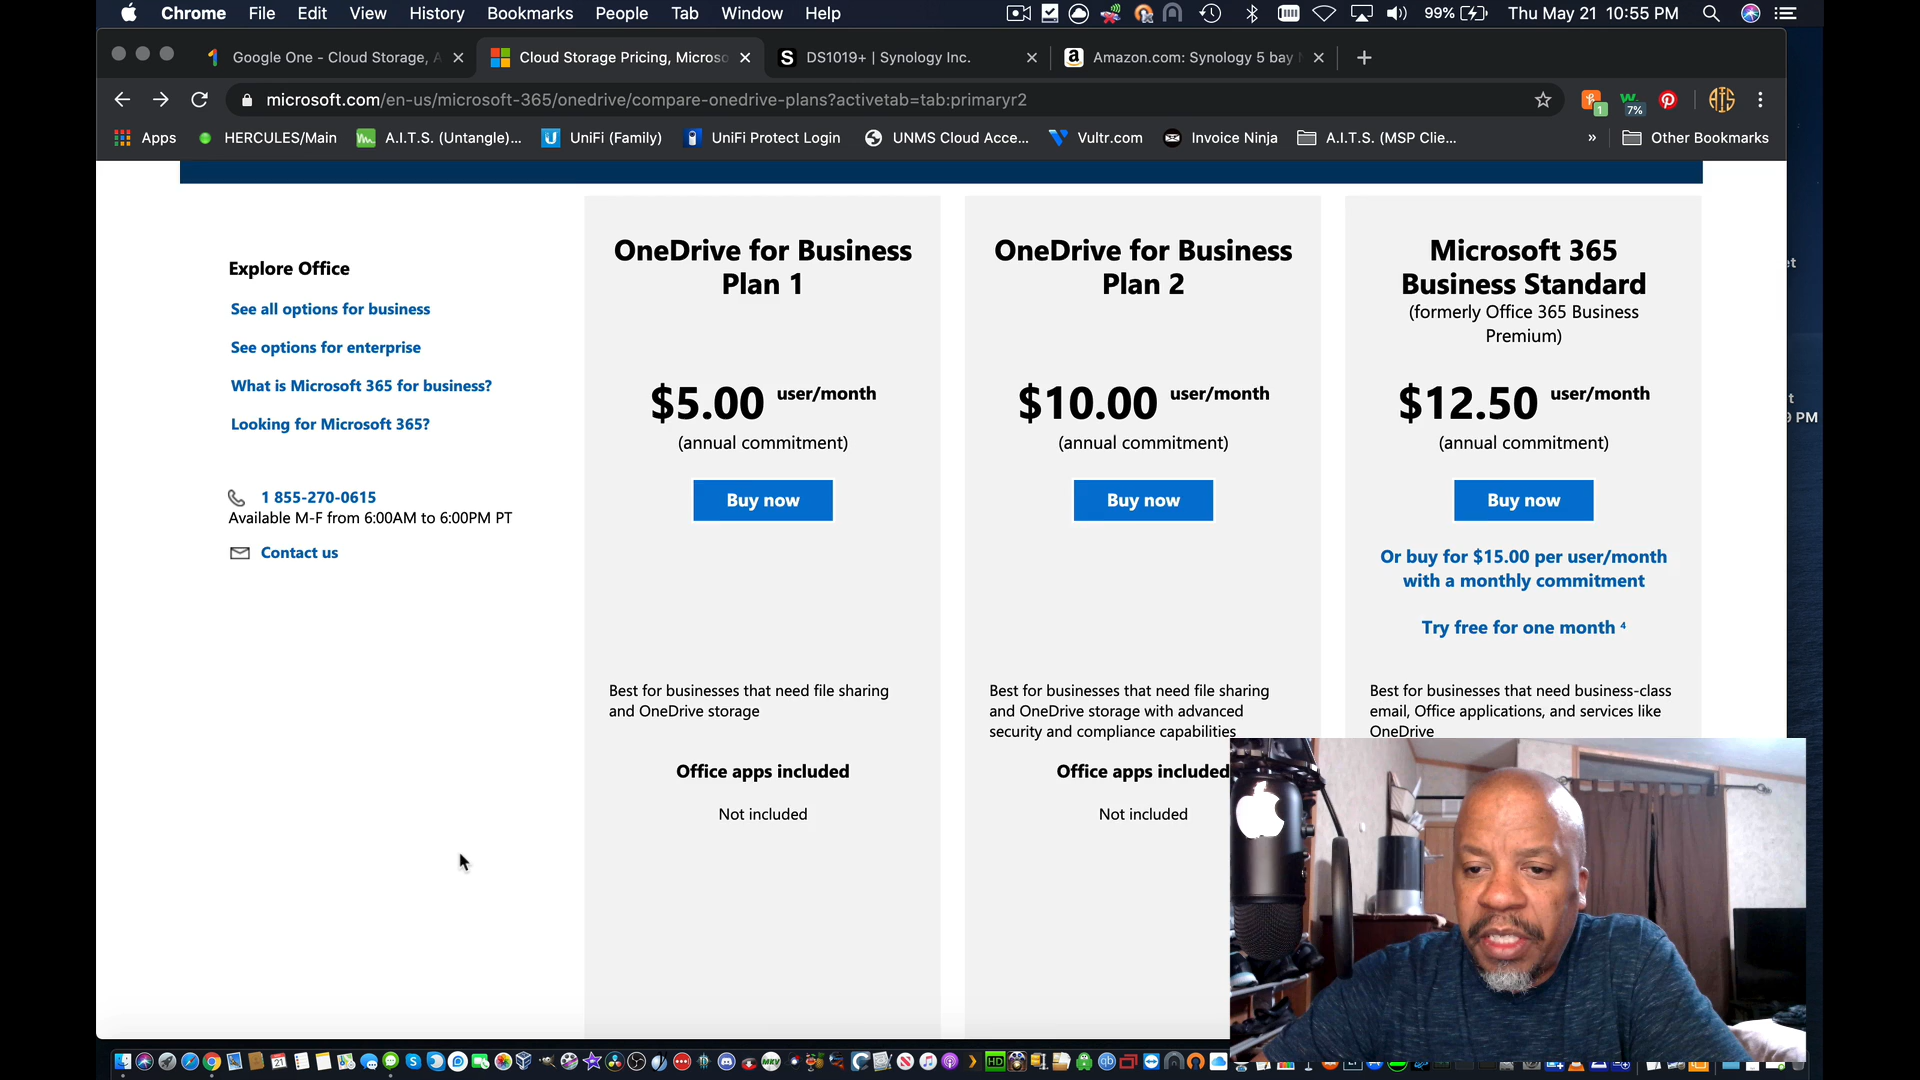 Chrome File Edit View History Bookmarks People Tab Window Help
99% Thu May 21 10:55 PM
Google One - Cloud Storage, A
Cloud Storage Pricing, Microso
DS1019+ | Synology Inc.
Amazon.com: Synology 5 bay
microsoft.com/en-us/microsoft-365/onedrive/compare-onedrive-plans?activetab=tab:primaryr2
1
7%
Apps HERCULES/Main A.I.T.S. (Untangle)... UniFi (Family) UniFi Protect Login UNMS Cloud Acce... Vultr.com Invoice Ninja A.I.T.S. (MSP Clie... » Other Bookmarks
Explore Office
See all options for business
See options for enterprise
What is Microsoft 365 for business?
Looking for Microsoft 365?
1 855-270-0615
Available M-F from 6:00AM to 6:00PM PT
Contact us
OneDrive for Business
Plan 1
$5.00 user/month
(annual commitment)
Buy now
Best for businesses that need file sharing
and OneDrive storage
Office apps included
Not included
OneDrive for Business
Plan 2
$10.00 user/month
(annual commitment)
Buy now
Best for businesses that need file sharing
and OneDrive storage with advanced
security and compliance capabilities
Office apps included
Not included
Microsoft 365
Business Standard
(formerly Office 365 Business
Premium)
$12.50 user/month
(annual commitment)
Buy now
Or buy for $15.00 per user/month
with a monthly commitment
Try free for one month 4
Best for businesses that need business-class
email, Office applications, and services like
OneDrive
PM